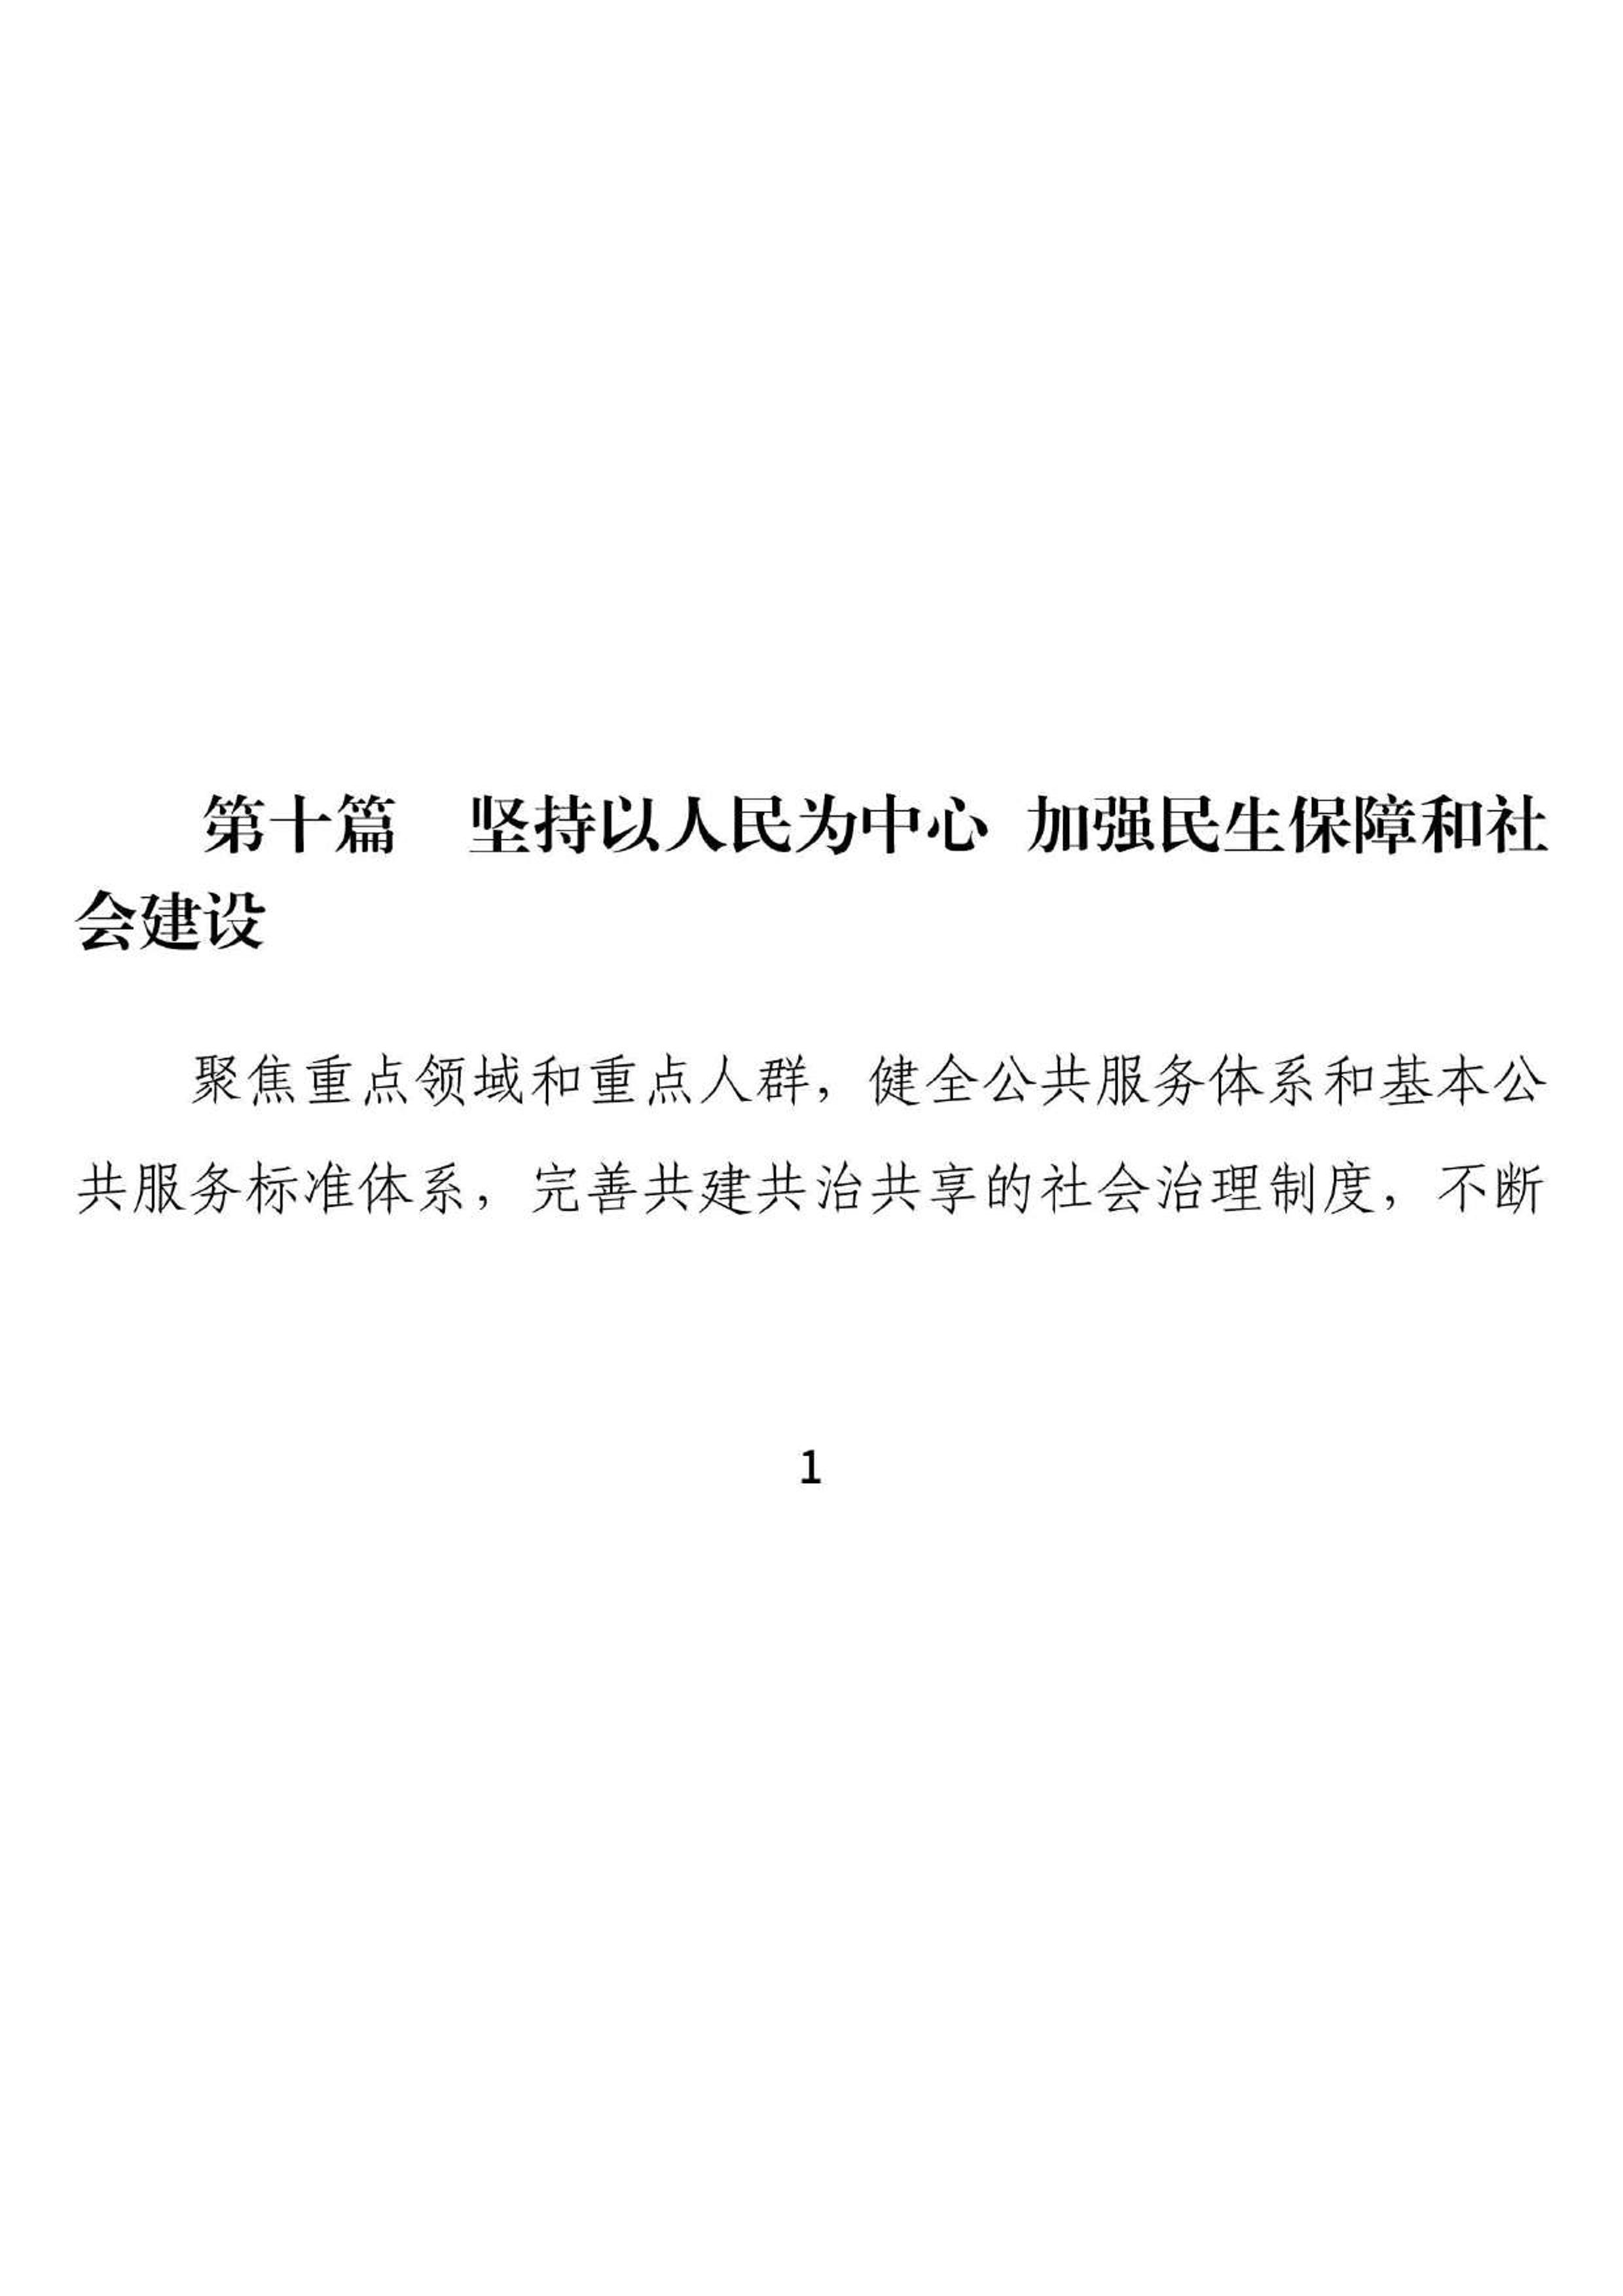 第十篇　坚持以人民为中心 加强民生保障和社
会建设
聚焦重点领域和重点人群，健全公共服务体系和基本公
共服务标准体系，完善共建共治共享的社会治理制度，不断
1